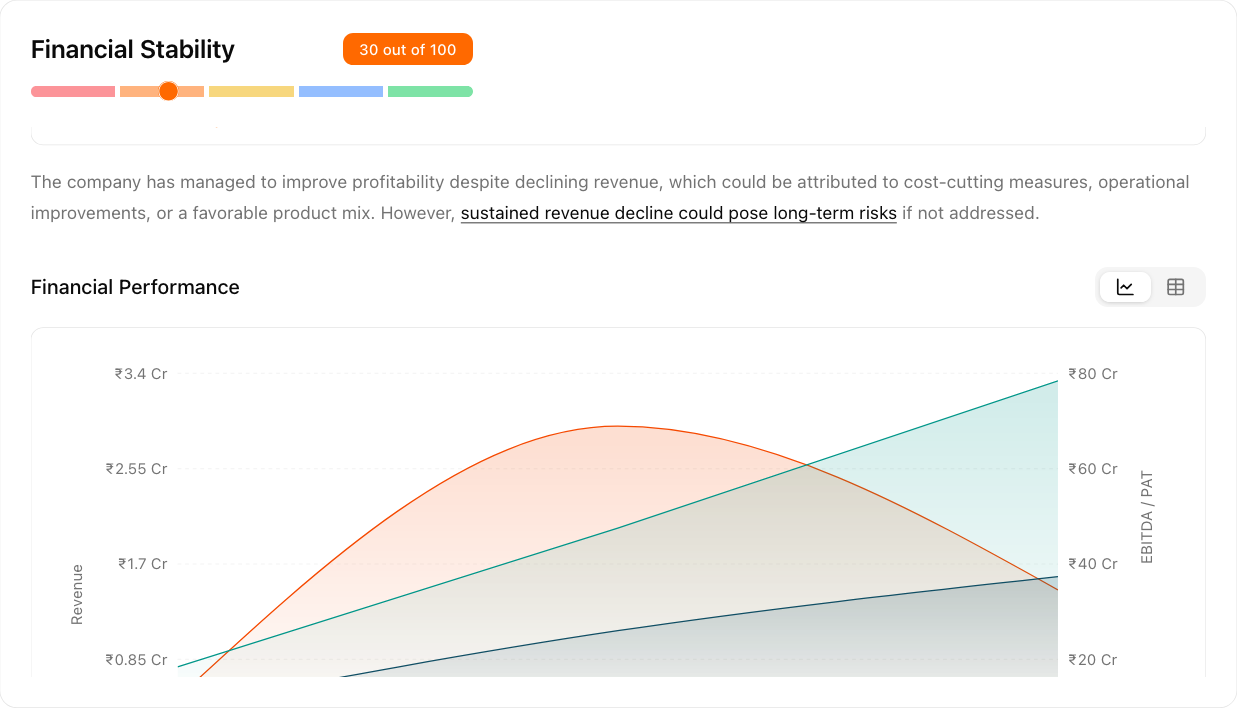 Financial Stability
30 out of 100
The company has managed to improve profitability despite declining revenue, which could be attributed to cost-cutting measures, operational
improvements, or a favorable product mix. However, sustained revenue decline could pose long-term risks if not addressed.
Financial Performance
₹3.4 Cr
₹2.55 Cr
₹1.7 Cr
₹0.85 Cr
Revenue
₹80 Cr
₹60 Cr
₹40 Cr
₹20 Cr
EBITDA / PAT